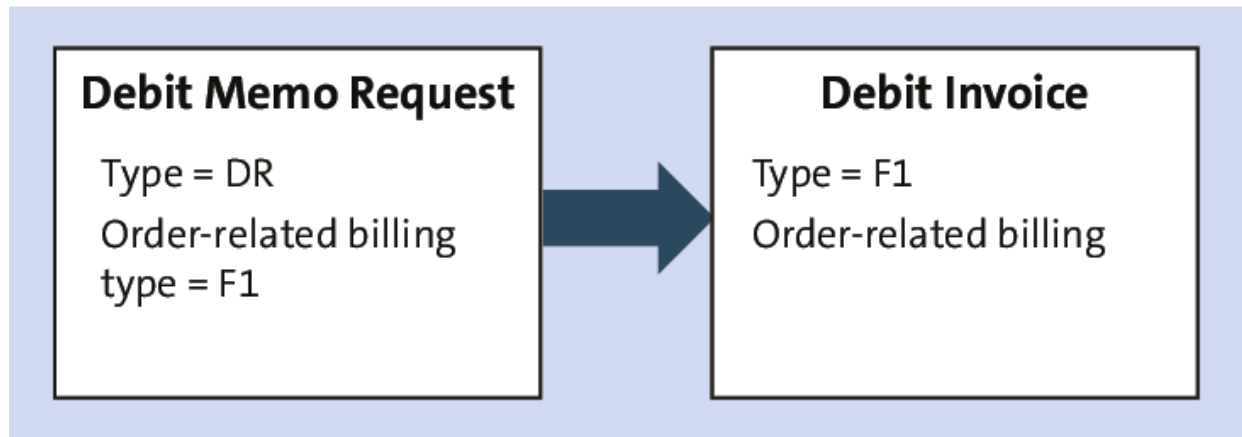 Debit Memo Request
Type = DR
Order-related billing
type = F1
Debit Invoice
Type = F1
Order-related billing